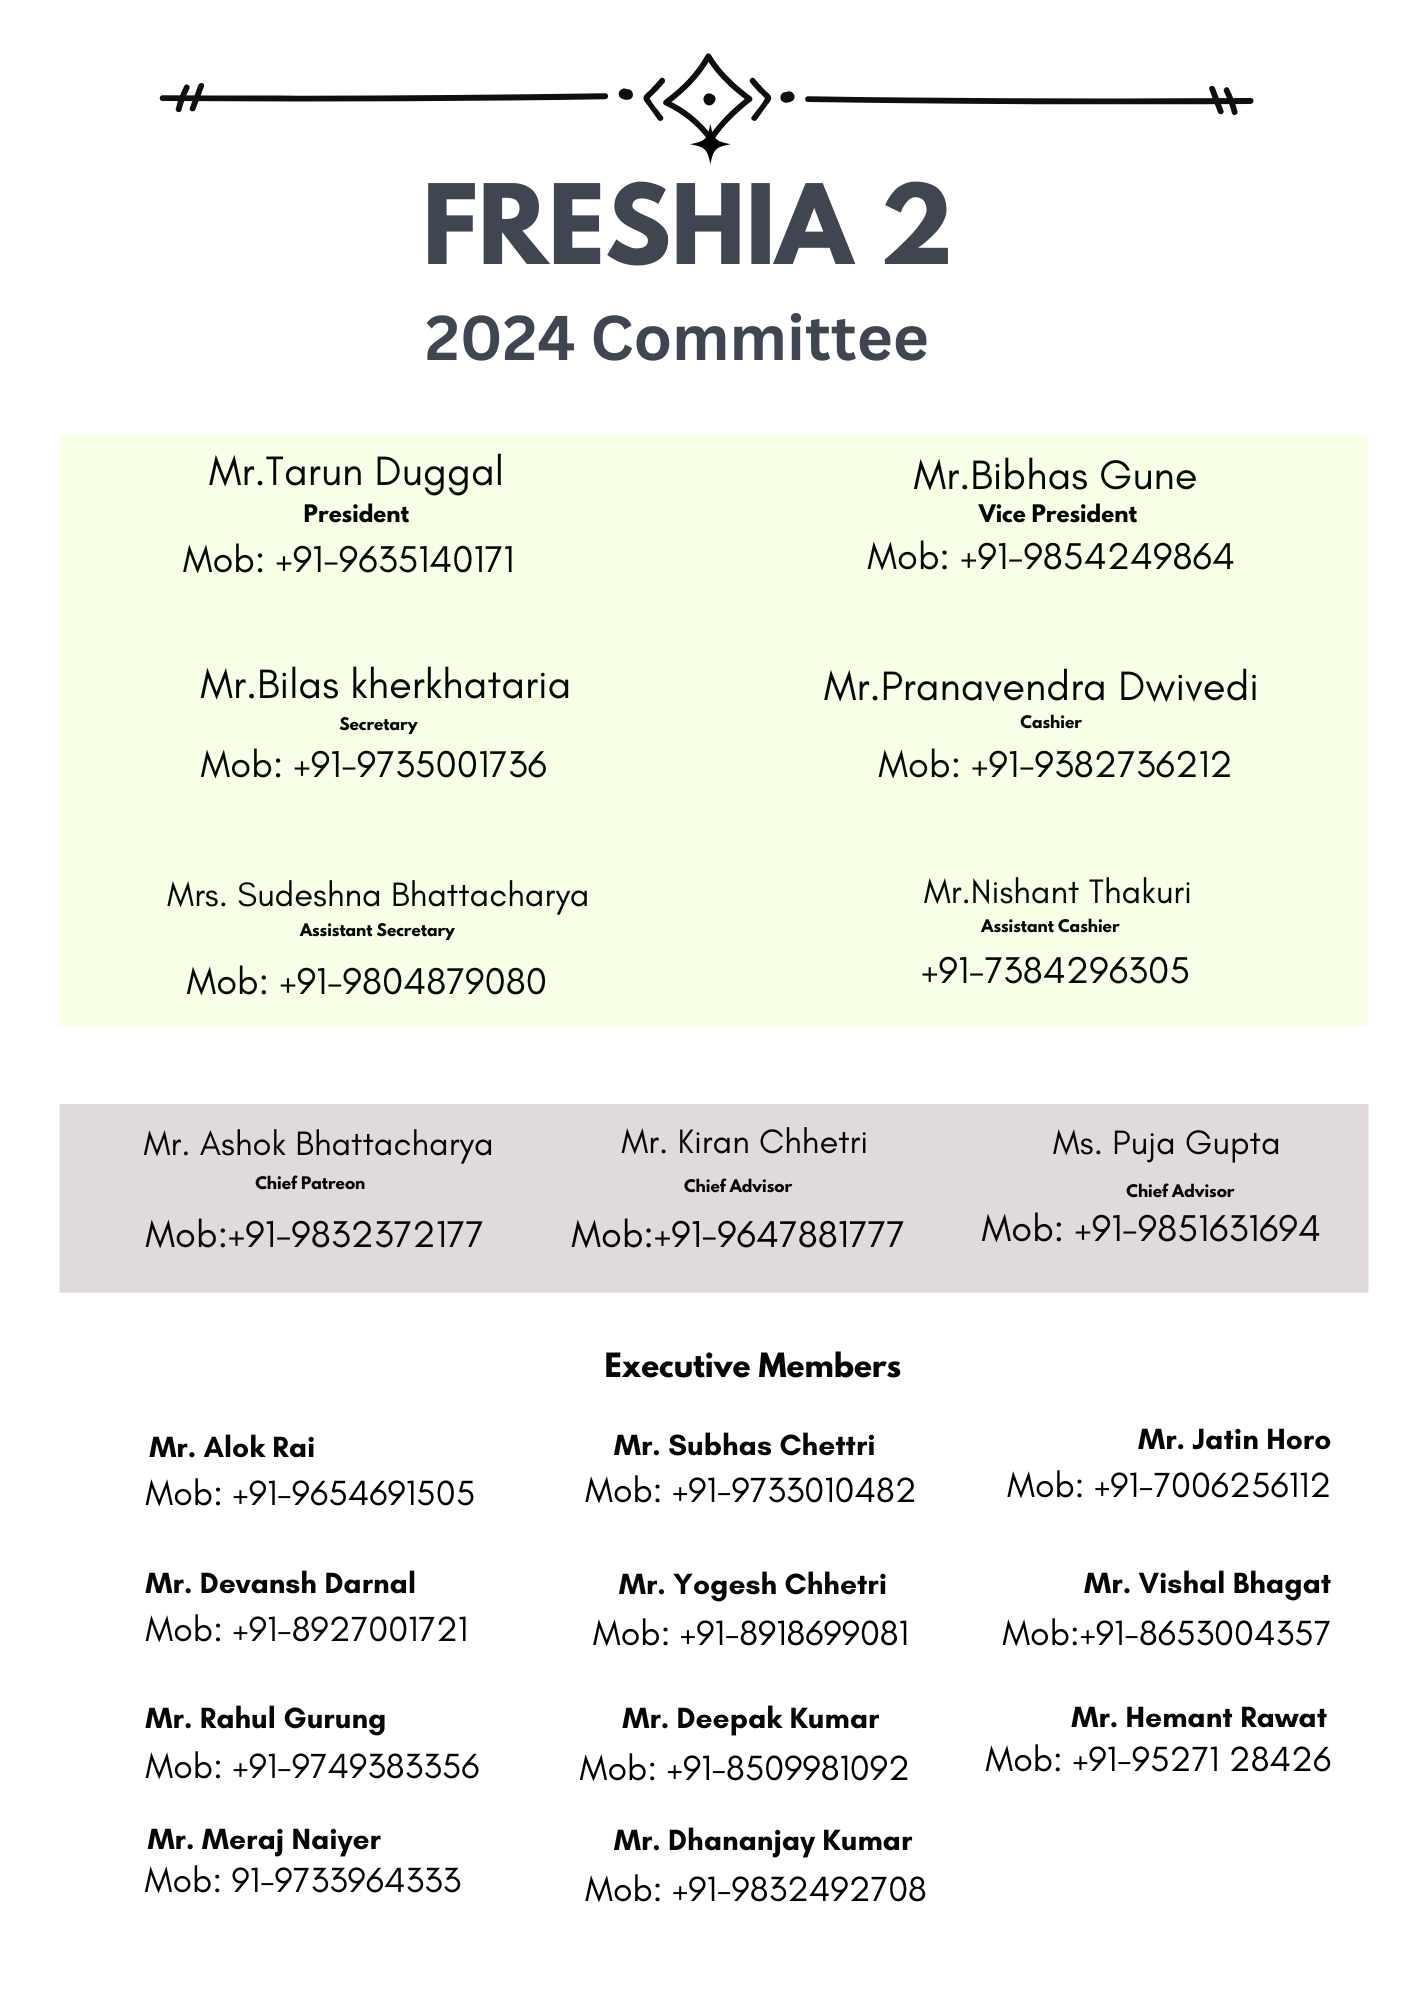 FRESHIA 2
2024 Committee
Mr.Tarun Duggal
President
Mob: +91-9635140171
Mr.Bibhas Gune
Vice President
Mob: +91-9854249864
Mr.Bilas kherkhataria
Secretary
Mob: +91-9735001736
Mr.Pranavendra Dwivedi
Cashier
Mob: +91-9382736212
Mrs. Sudeshna Bhattacharya
Assistant Secretary
Mob: +91-9804879080
Mr.Nishant Thakuri
Assistant Cashier
+91-7384296305
Mr. Ashok Bhattacharya
Chief Patreon
Mob:+91-9832372177
Mr. Kiran Chhetri
Chief Advisor
Mob:+91-9647881777
Ms. Puja Gupta
Chief Advisor
Mob: +91-9851631694
Executive Members
Mr. Alok Rai
Mob: +91-9654691505
Mr. Subhas Chettri
Mob: +91-9733010482
Mr. Jatin Horo
Mob: +91-7006256112
Mr. Devansh Darnal
Mob: +91-8927001721
Mr. Yogesh Chhetri
Mob: +91-8918699081
Mr. Vishal Bhagat
Mob:+91-8653004357
Mr. Rahul Gurung
Mob: +91-9749383356
Mr. Deepak Kumar
Mob: +91-8509981092
Mr. Hemant Rawat
Mob: +91-95271 28426
Mr. Meraj Naiyer
Mob: 91-9733964333
Mr. Dhananjay Kumar
Mob: +91-9832492708